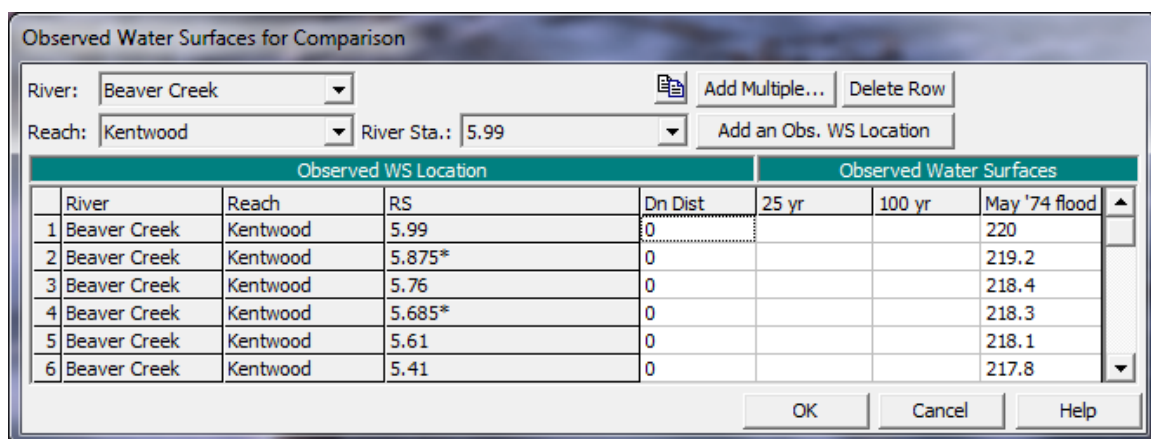 Observed Water Surfaces for Comparison
River: Beaver Creek Add Multiple... Delete Row
Reach: Kentwood River Sta.: 5.99 Add an Obs. WS Location
Observed WS Location Observed Water Surfaces
River Reach RS Dn Dist 25 yr 100 yr May '74 flood
1 Beaver Creek Kentwood 5.99 0 220
2 Beaver Creek Kentwood 5.875* 0 219.2
3 Beaver Creek Kentwood 5.76 0 218.4
4 Beaver Creek Kentwood 5.685* 0 218.3
5 Beaver Creek Kentwood 5.61 0 218.1
6 Beaver Creek Kentwood 5.41 0 217.8
OK Cancel Help